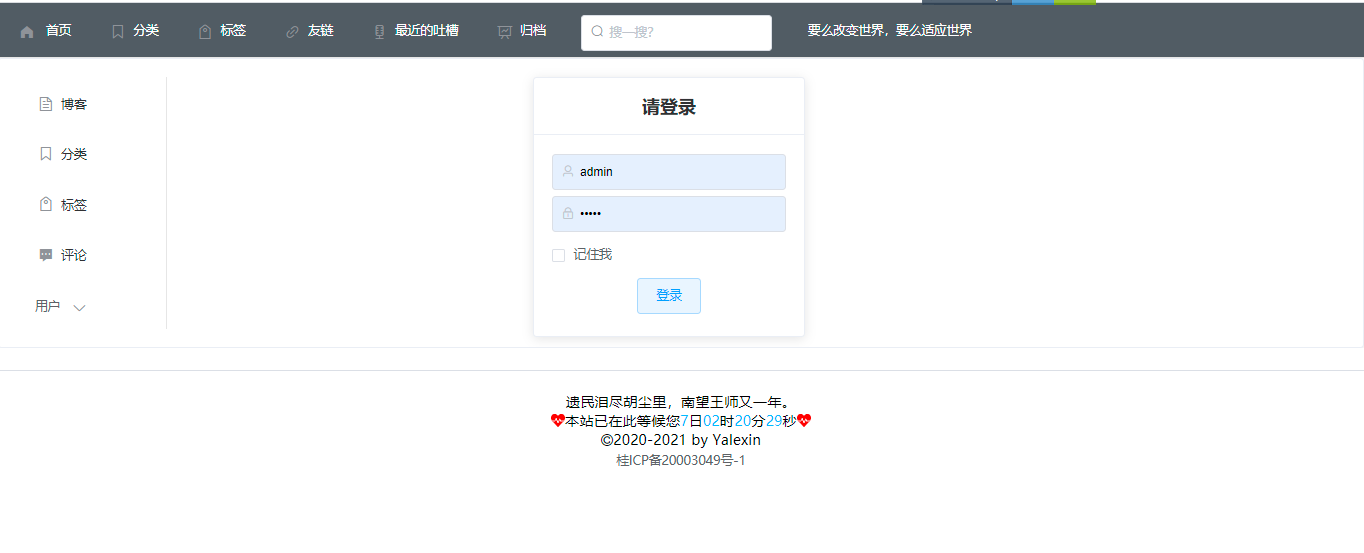 首页 分类 标签 友链 最近的吐槽 归档 搜一搜? 要么改变世界，要么适应世界
博客
分类
标签
评论
用户
请登录
admin
•••••
记住我
登录
遗民泪尽胡尘里，南望王师又一年。
本站已在此等候您7日02时20分29秒
©2020-2021 by Yalexin
桂ICP备20003049号-1